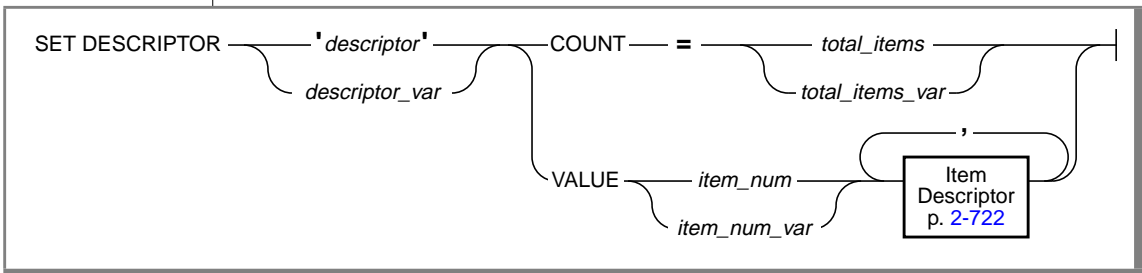 SET DESCRIPTOR 'descriptor' COUNT = total_items
descriptor_var total_items_var
,
VALUE item_num Item
Descriptor
p. 2-722
item_num_var